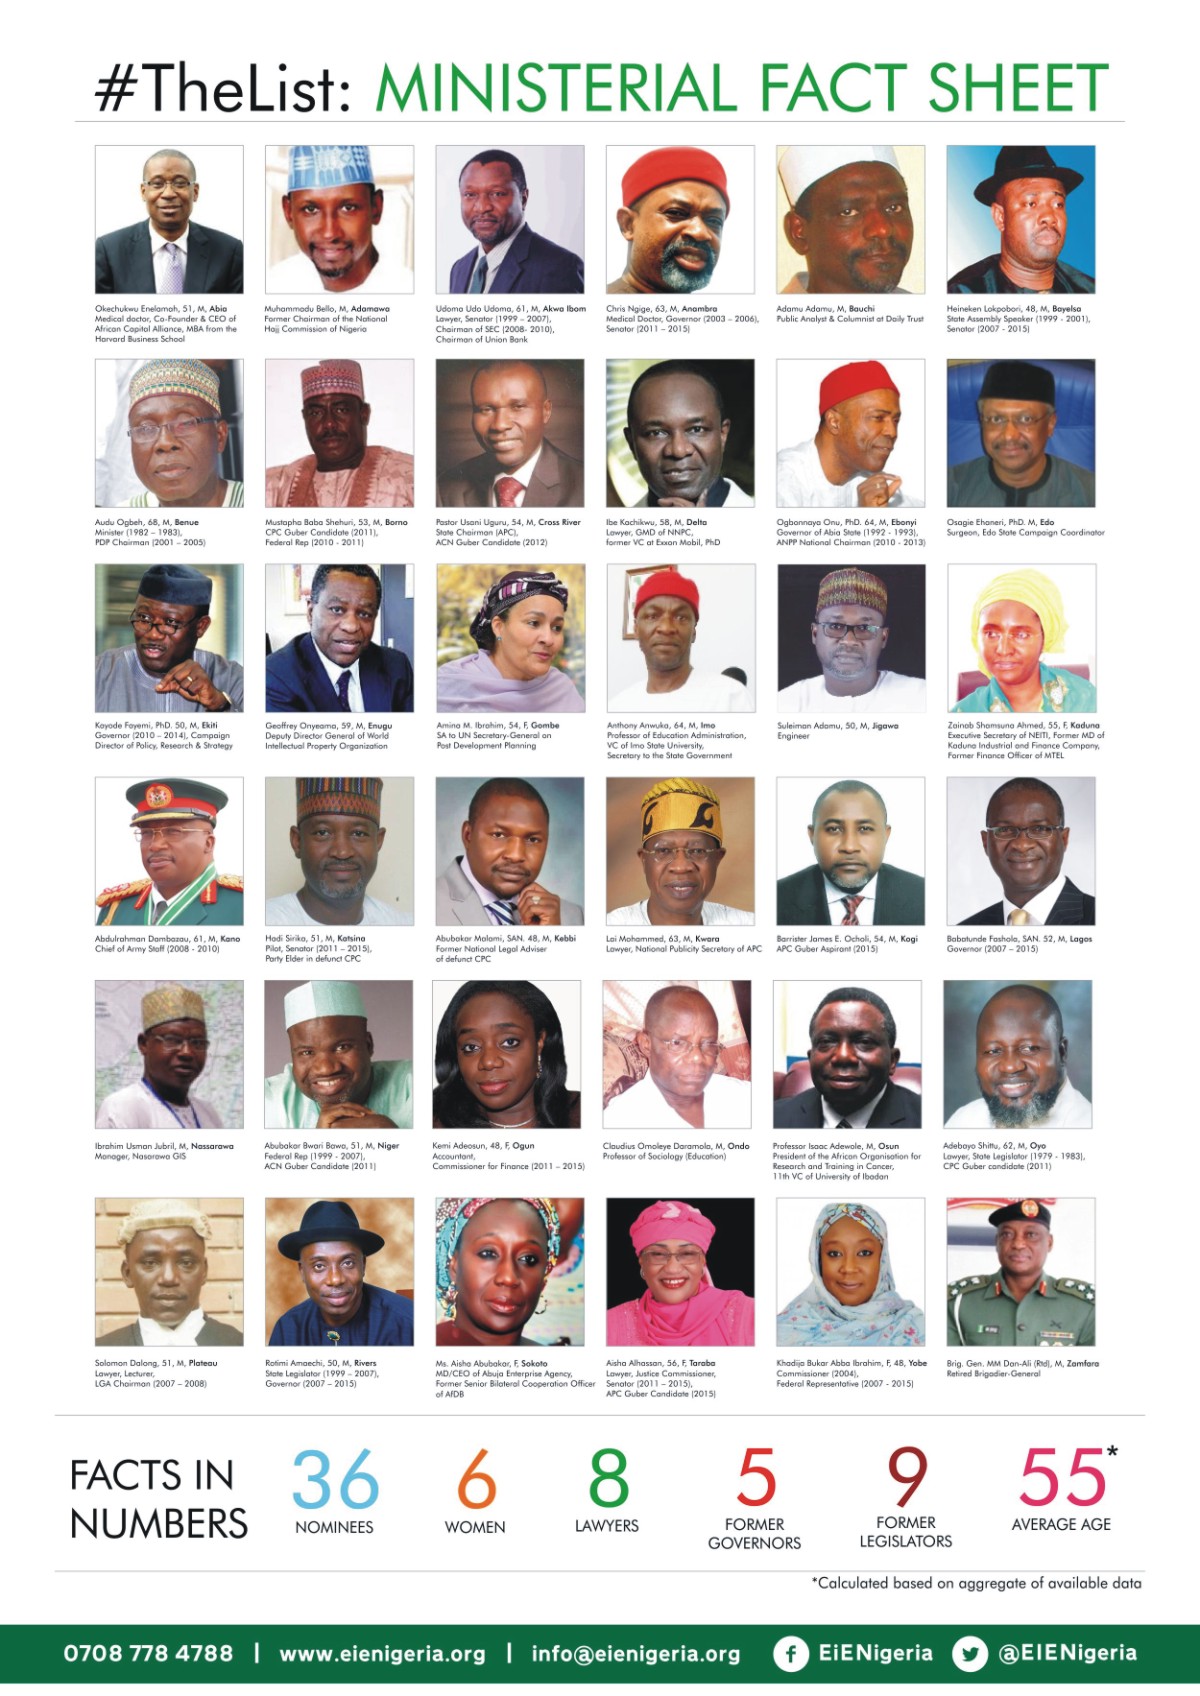 #TheList: MINISTERIAL FACT SHEET
Okechukwu Enelamah, 51, M, Abia
Medical doctor, Co-Founder & CEO of
African Capital Alliance, MBA from the
Harvard Business School
Muhammadu Bello, M, Adamawa
Former Chairman of the National
Hajj Commission of Nigeria
Udoma Udo Udoma, 61, M, Akwa Ibom
Lawyer, Senator (1999 – 2007),
Chairman of SEC (2008- 2010),
Chairman of Union Bank
Chris Ngige, 63, M, Anambra
Medical Doctor, Governor (2003 – 2006),
Senator (2011 – 2015)
Adamu Adamu, M, Bauchi
Public Analyst & Columnist at Daily Trust
Heineken Lokpobori, 48, M, Bayelsa
State Assembly Speaker (1999 - 2001),
Senator (2007 - 2015)
Audu Ogbeh, 68, M, Benue
Minister (1982 – 1983),
PDP Chairman (2001 – 2005)
Mustapha Baba Shehuri, 53, M, Borno
CPC Guber Candidate (2011),
Federal Rep (2010 - 2011)
Pastor Usani Uguru, 54, M, Cross River
State Chairman (APC),
ACN Guber Candidate (2012)
Ibe Kachikwu, 58, M, Delta
Lawyer, GMD of NNPC,
former VC at Exxon Mobil, PhD
Ogbonnaya Onu, PhD. 64, M, Ebonyi
Governor of Abia State (1992 - 1993),
ANPP National Chairman (2010 - 2013)
Osagie Ehaneri, PhD. M, Edo
Surgeon, Edo State Campaign Coordinator
Kayode Fayemi, PhD. 50, M, Ekiti
Governor (2010 – 2014), Campaign
Director of Policy, Research & Strategy
Geoffrey Onyeama, 59, M, Enugu
Deputy Director General of World
Intellectual Property Organization
Amina M. Ibrahim, 54, F, Gombe
SA to UN Secretary-General on
Post Development Planning
Anthony Anwuka, 64, M, Imo
Professor of Education Administration,
VC of Imo State University,
Secretary to the State Government
Suleiman Adamu, 50, M, Jigawa
Engineer
Zainab Shamsuna Ahmed, 55, F, Kaduna
Executive Secretary of NEITI, Former MD of
Kaduna Industrial and Finance Company,
Former Finance Officer of MTEL
Abdulrahman Dambazau, 61, M, Kano
Chief of Army Staff (2008 - 2010)
Hadi Sirika, 51, M, Katsina
Pilot, Senator (2011 – 2015),
Party Elder in defunct CPC
Abubakar Malami, SAN. 48, M, Kebbi
Former National Legal Adviser
of defunct CPC
Lai Mohammed, 63, M, Kwara
Lawyer, National Publicity Secretary of APC
Barrister James E. Ocholi, 54, M, Kogi
APC Guber Aspirant (2015)
Babatunde Fashola, SAN. 52, M, Lagos
Governor (2007 – 2015)
Ibrahim Usman Jubril, M, Nassarawa
Manager, Nasarawa GIS
Abubakar Bwari Bawa, 51, M, Niger
Federal Rep (1999 - 2007),
ACN Guber Candidate (2011)
Kemi Adeosun, 48, F, Ogun
Accountant,
Commissioner for Finance (2011 – 2015)
Claudius Omoleye Daramola, M, Ondo
Professor of Sociology (Education)
Professor Isaac Adewole, M, Osun
President of the African Organisation for
Research and Training in Cancer,
11th VC of University of Ibadan
Adebayo Shittu, 62, M, Oyo
Lawyer, State Legislator (1979 - 1983),
CPC Guber candidate (2011)
Solomon Dalong, 51, M, Plateau
Lawyer, Lecturer,
LGA Chairman (2007 – 2008)
Rotimi Amaechi, 50, M, Rivers
State Legislator (1999 – 2007),
Governor (2007 – 2015)
Ms. Aisha Abubakar, F, Sokoto
MD/CEO of Abuja Enterprise Agency,
Former Senior Bilateral Cooperation Officer
of AfDB
Aisha Alhassan, 56, F, Taraba
Lawyer, Justice Commissioner,
Senator (2011 – 2015),
APC Guber Candidate (2015)
Khadija Bukar Abba Ibrahim, F, 48, Yobe
Commissioner (2004),
Federal Representative (2007 - 2015)
Brig. Gen. MM Dan-Ali (Rtd), M, Zamfara
Retired Brigadier-General
FACTS IN
NUMBERS
36
NOMINEES
6
WOMEN
8
LAWYERS
5
FORMER
GOVERNORS
9
FORMER
LEGISLATORS
55*
AVERAGE AGE
*Calculated based on aggregate of available data
0708 778 4788 | www.eienigeria.org | info@eienigeria.org EiENigeria @EIENigeria